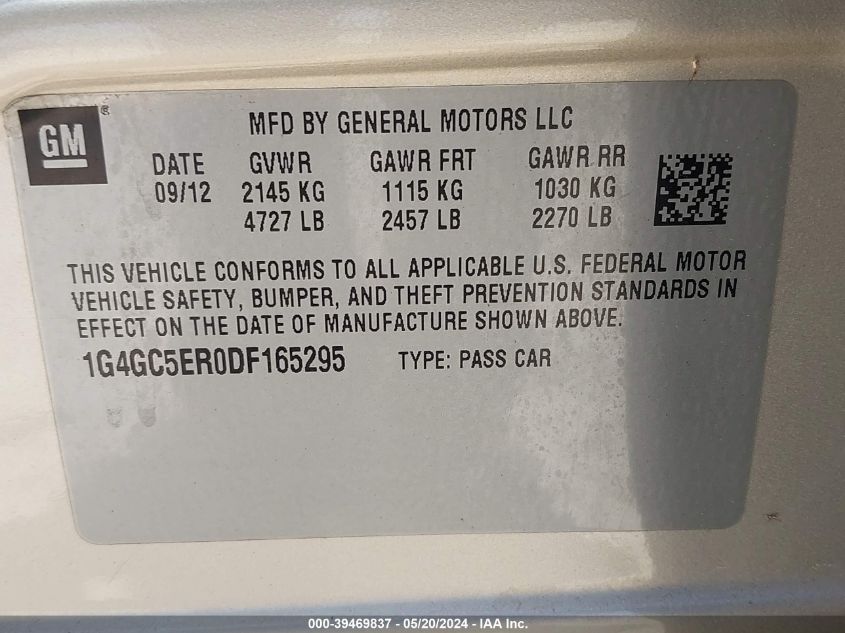 GM ®
MFD BY GENERAL MOTORS LLC
DATE GVWR GAWR FRT GAWR RR
09/12 2145 KG 1115 KG 1030 KG
4727 LB 2457 LB 2270 LB
THIS VEHICLE CONFORMS TO ALL APPLICABLE U.S. FEDERAL MOTOR
VEHICLE SAFETY, BUMPER, AND THEFT PREVENTION STANDARDS IN
EFFECT ON THE DATE OF MANUFACTURE SHOWN ABOVE.
1G4GC5ER0DF165295 TYPE: PASS CAR
000-39469837 - 05/20/2024 - IAA Inc.